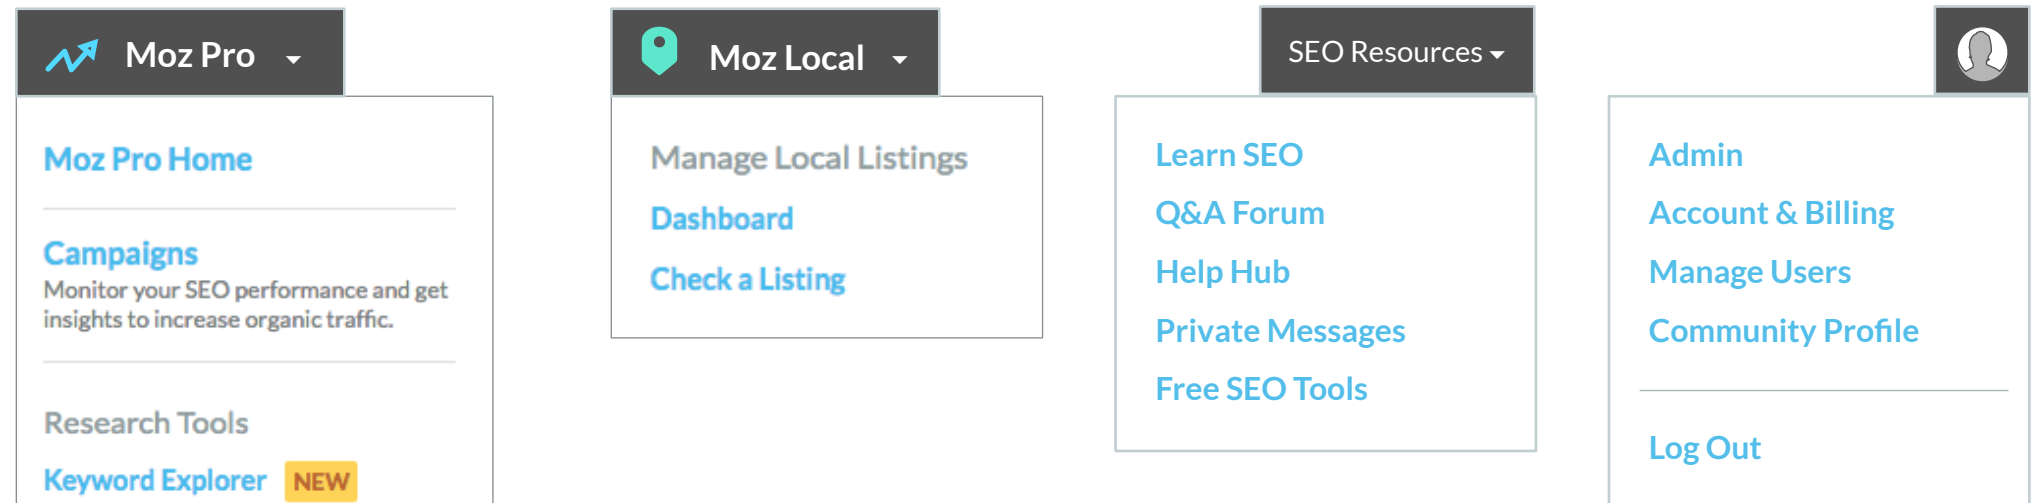 Moz Pro
Moz Pro Home
Campaigns
Monitor your SEO performance and get
insights to increase organic traffic.
Research Tools
Keyword Explorer NEW
Moz Local
Manage Local Listings
Dashboard
Check a Listing
SEO Resources
Learn SEO
Q&A Forum
Help Hub
Private Messages
Free SEO Tools
Admin
Account & Billing
Manage Users
Community Profile
Log Out